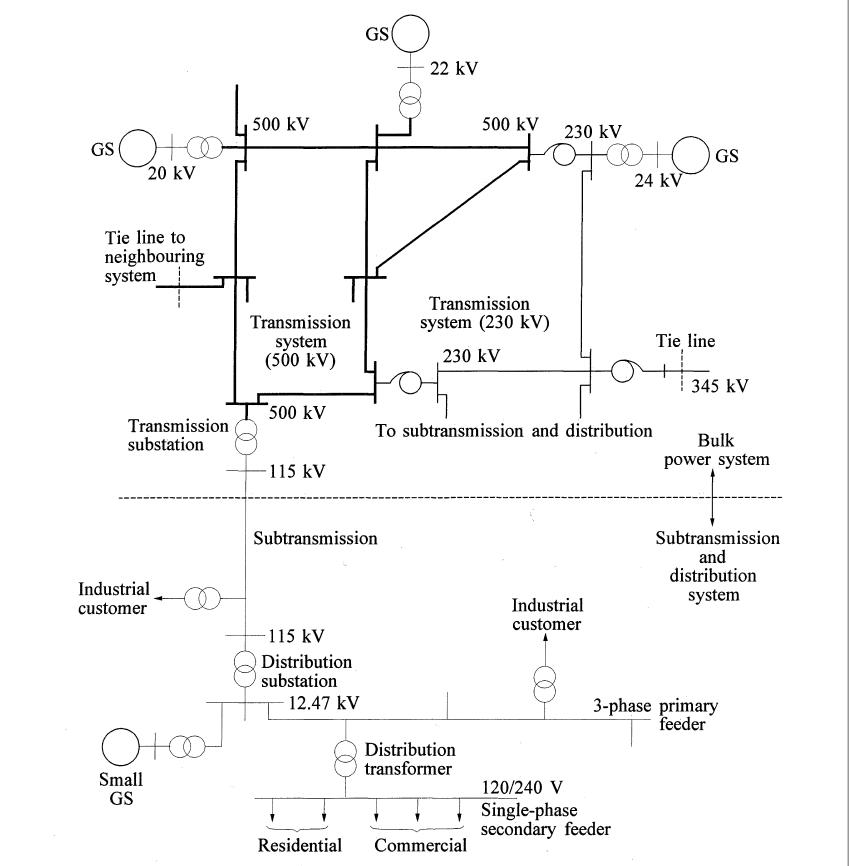 GS
22 kV
500 kV
500 kV
230 kV
GS
20 kV
24 kV
GS
Tie line to
neighbouring
system
Transmission
system
(500 kV)
Transmission
system (230 kV)
230 kV
Tie line
345 kV
500 kV
Transmission
substation
To subtransmission and distribution
Bulk
power system
115 kV
Subtransmission
Subtransmission
and
distribution
system
Industrial
customer
Industrial
customer
115 kV
Distribution
substation
12.47 kV
3-phase primary
feeder
Small
GS
Distribution
transformer
120/240 V
Single-phase
secondary feeder
Residential
Commercial